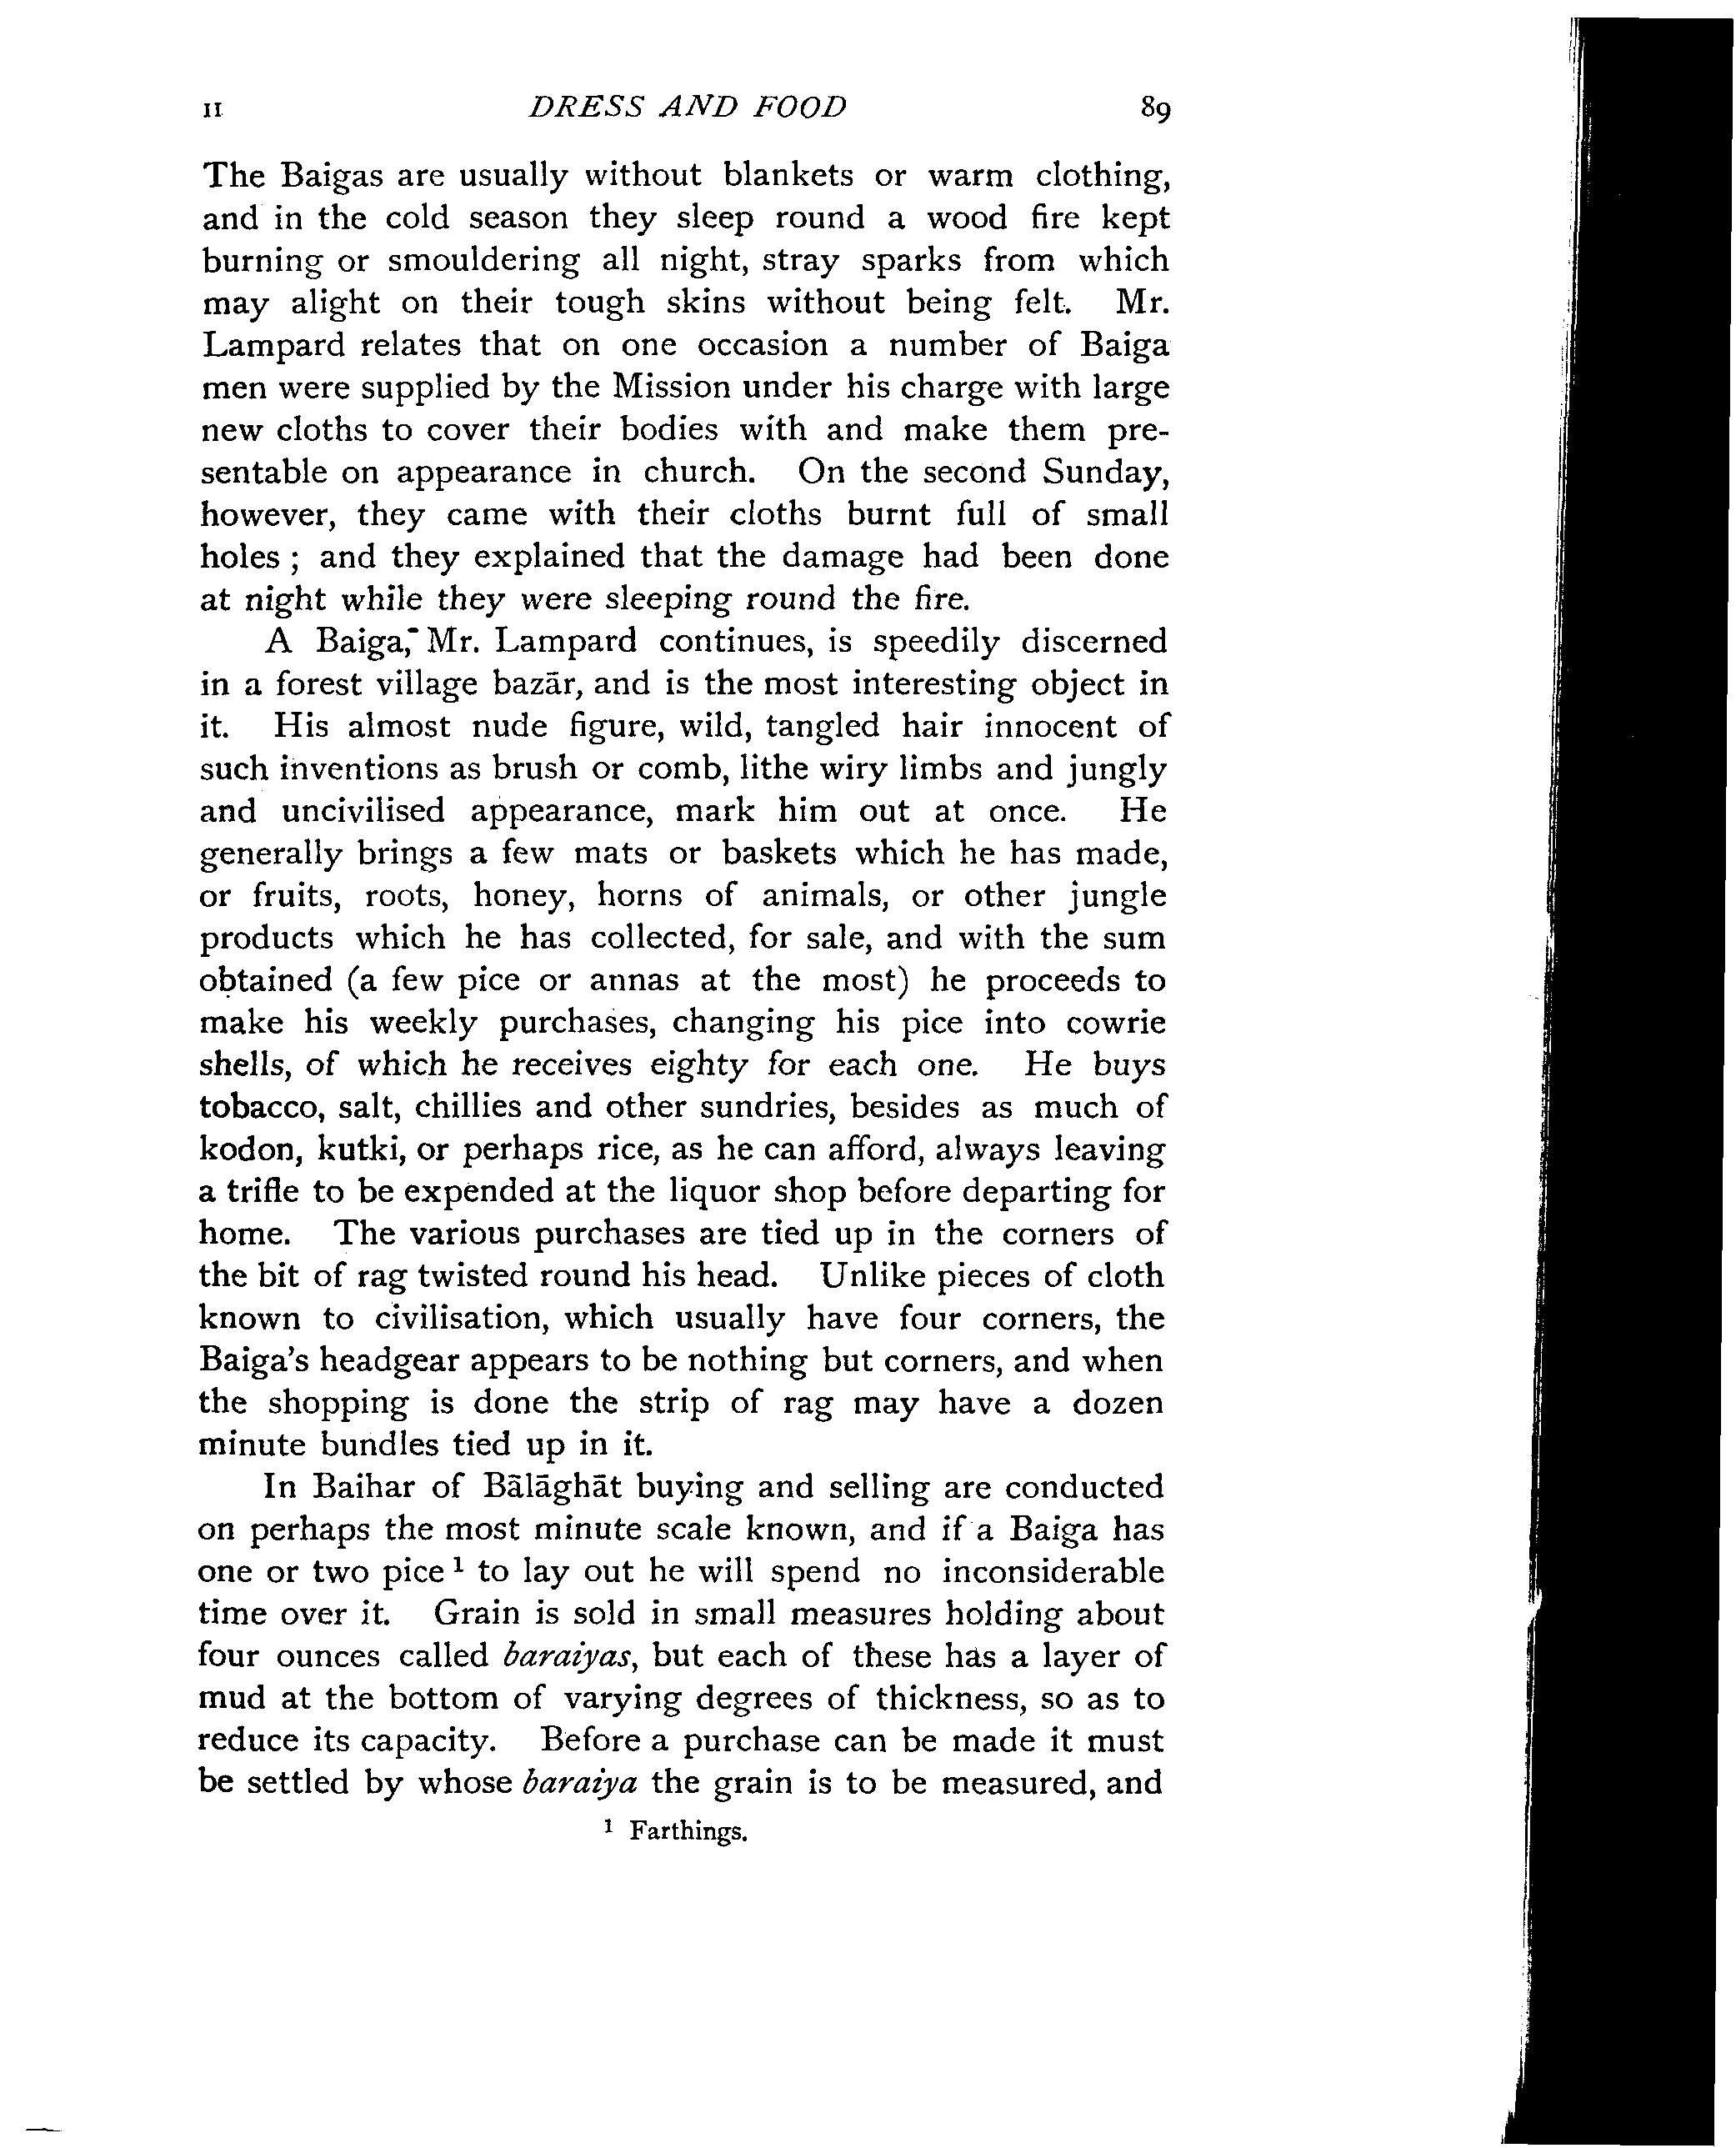 II DRESS AND FOOD 89
The Baigas are usually without blankets or warm clothing,
and in the cold season they sleep round a wood fire kept
burning or smouldering all night, stray sparks from which
may alight on their tough skins without being felt. Mr.
Lampard relates that on one occasion a number of Baiga
men were supplied by the Mission under his charge with large
new cloths to cover their bodies with and make them pre-
sentable on appearance in church. On the second Sunday,
however, they came with their cloths burnt full of small
holes ; and they explained that the damage had been done
at night while they were sleeping round the fire.
A Baiga, Mr. Lampard continues, is speedily discerned
in a forest village bazār, and is the most interesting object in
it. His almost nude figure, wild, tangled hair innocent of
such inventions as brush or comb, lithe wiry limbs and jungly
and uncivilised appearance, mark him out at once. He
generally brings a few mats or baskets which he has made,
or fruits, roots, honey, horns of animals, or other jungle
products which he has collected, for sale, and with the sum
obtained (a few pice or annas at the most) he proceeds to
make his weekly purchases, changing his pice into cowrie
shells, of which he receives eighty for each one. He buys
tobacco, salt, chillies and other sundries, besides as much of
kodon, kutki, or perhaps rice, as he can afford, always leaving
a trifle to be expended at the liquor shop before departing for
home. The various purchases are tied up in the corners of
the bit of rag twisted round his head. Unlike pieces of cloth
known to civilisation, which usually have four corners, the
Baiga's headgear appears to be nothing but corners, and when
the shopping is done the strip of rag may have a dozen
minute bundles tied up in it.
In Baihar of Bālāghāt buying and selling are conducted
on perhaps the most minute scale known, and if a Baiga has
one or two pice ¹ to lay out he will spend no inconsiderable
time over it. Grain is sold in small measures holding about
four ounces called baraiyas, but each of these has a layer of
mud at the bottom of varying degrees of thickness, so as to
reduce its capacity. Before a purchase can be made it must
be settled by whose baraiya the grain is to be measured, and
¹ Farthings.